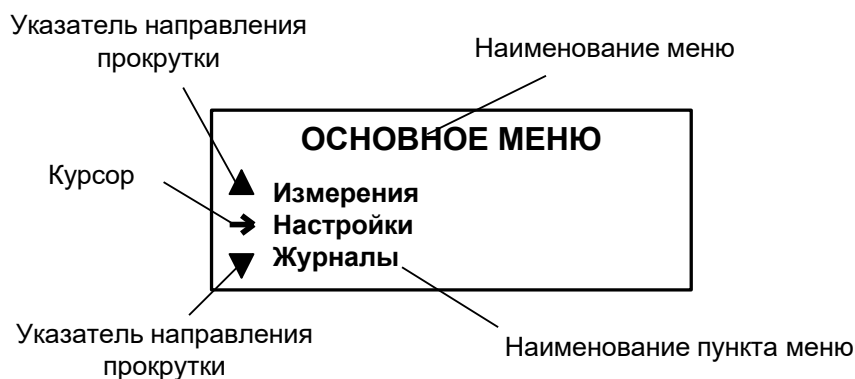 Указатель направления
прокрутки
Наименование меню
ОСНОВНОЕ МЕНЮ
Курсор
Измерения
Настройки
Журналы
Указатель направления
прокрутки
Наименование пункта меню